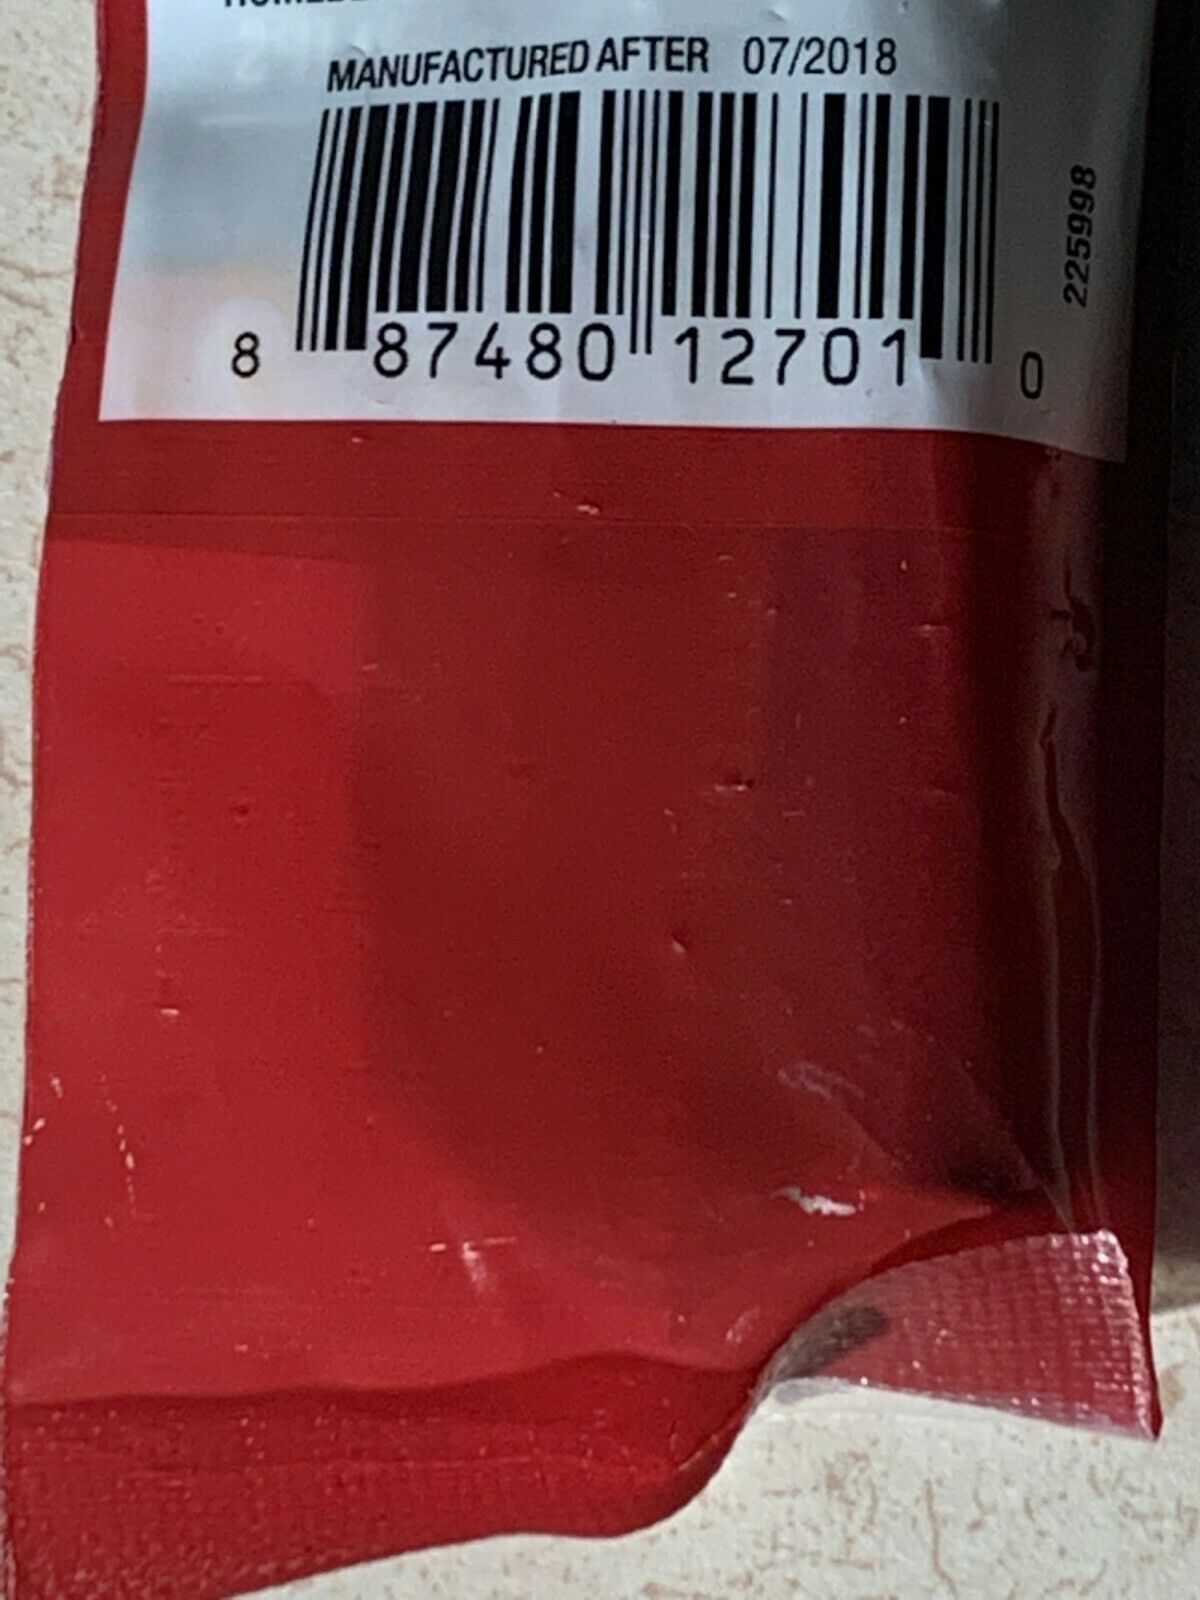 MANUFACTURED AFTER 07/2018
225998
8 87480 12701 0